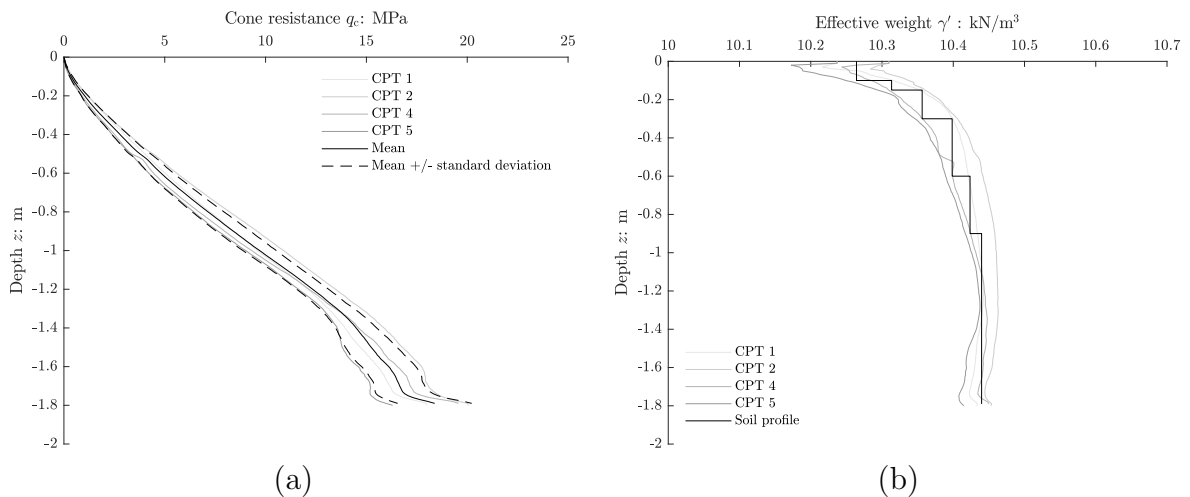 Cone resistance qc: MPa
0 5 10 15 20 25
0
-0.2
-0.4
-0.6
-0.8
-1
-1.2
-1.4
-1.6
-1.8
-2
Depth z: m
CPT 1
CPT 2
CPT 4
CPT 5
Mean
Mean +/- standard deviation
(a)
Effective weight γ′ : kN/m³
10 10.1 10.2 10.3 10.4 10.5 10.6 10.7
0
-0.2
-0.4
-0.6
-0.8
-1
-1.2
-1.4
-1.6
-1.8
-2
Depth z: m
CPT 1
CPT 2
CPT 4
CPT 5
Soil profile
(b)